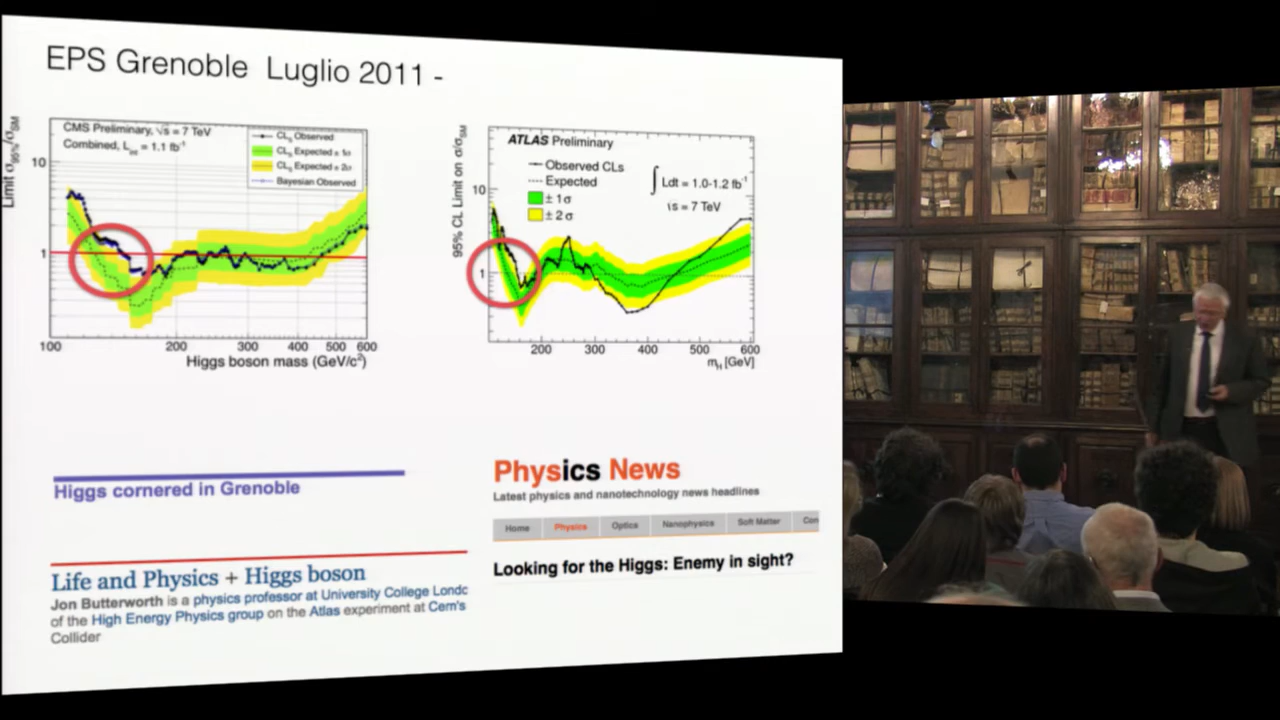 EPS Grenoble Luglio 2011 -
CMS Preliminary, √s = 7 TeV
Combined, Lint = 1.1 fb-1
CLS Observed
CLS Expected ± 1σ
CLS Expected ± 2σ
Bayesian Observed
Limit σ95%/σSM
10
1
100
200
300
400
500
600
Higgs boson mass (GeV/c2)
ATLAS Preliminary
Observed CLs
Expected
± 1σ
± 2σ
∫ Ldt = 1.0-1.2 fb-1
√s = 7 TeV
95% CL Limit on σ/σSM
10
1
200
300
400
500
600
mH [GeV]
Higgs cornered in Grenoble
Life and Physics + Higgs boson
Jon Butterworth is a physics professor at University College Londc
of the High Energy Physics group on the Atlas experiment at Cern's
Collider
Physics News
Latest physics and nanotechnology news headlines
Home Physics Optics Nanophysics Soft Matter Con
Looking for the Higgs: Enemy in sight?